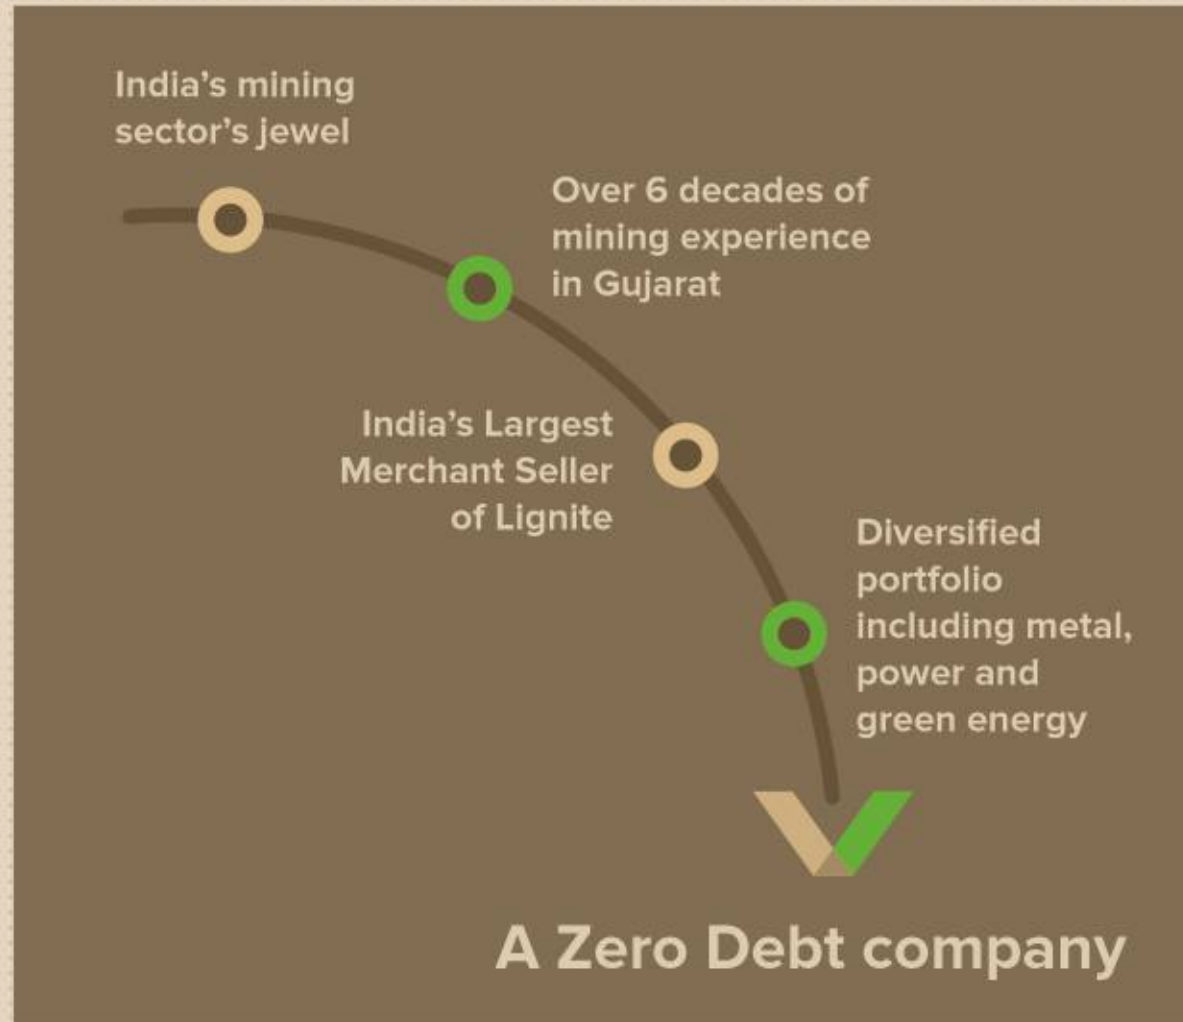 India’s mining
sector’s jewel
Over 6 decades of
mining experience
in Gujarat
India’s Largest
Merchant Seller
of Lignite
Diversified
portfolio
including metal,
power and
green energy
A Zero Debt company